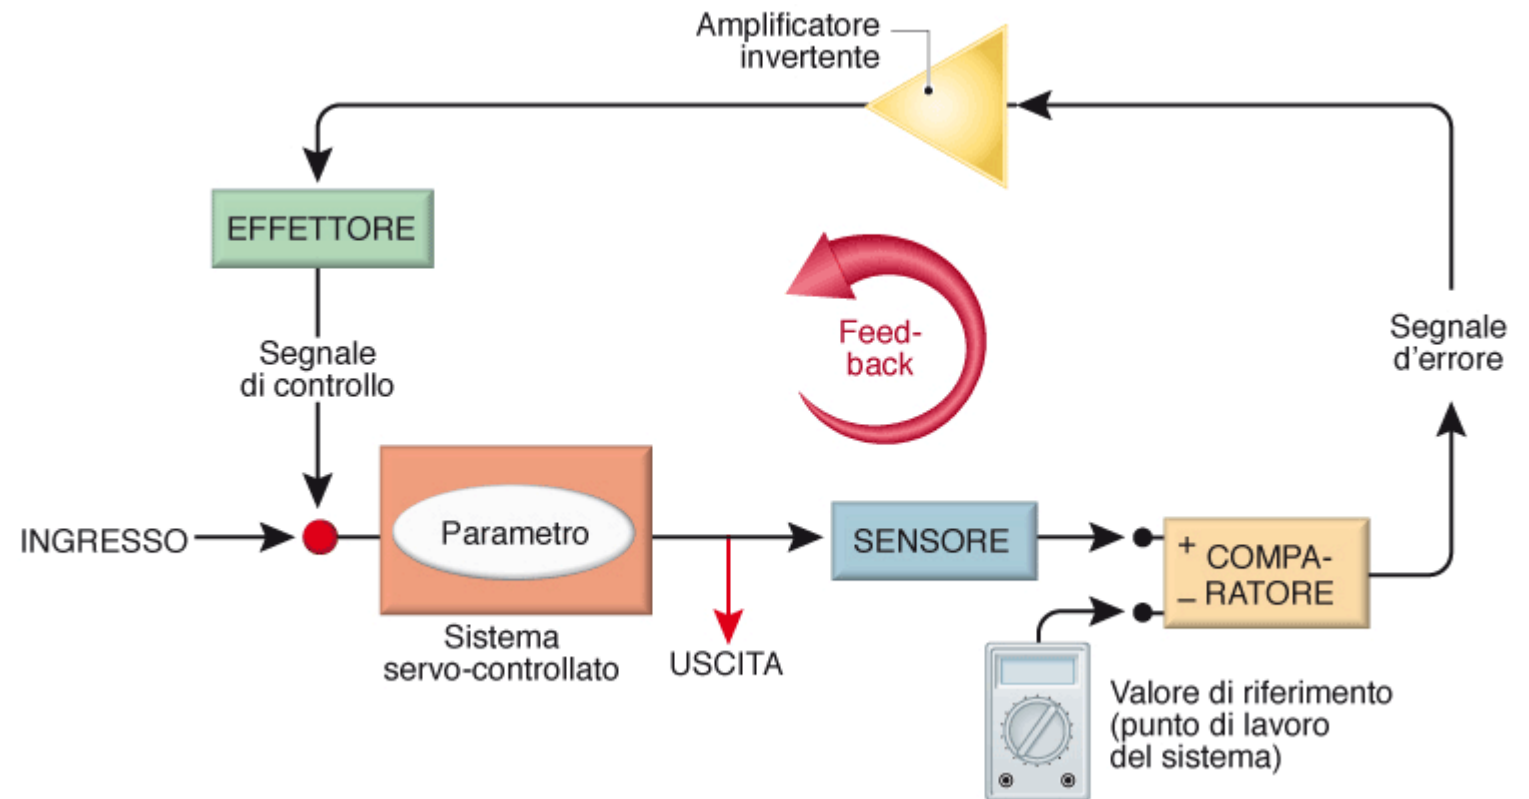 Amplificatore
invertente
EFFETTORE
Segnale
di controllo
Feed-
back
Segnale
d’errore
INGRESSO
Parametro
Sistema
servo-controllato
USCITA
SENSORE
+
–
COMPA-
RATORE
Valore di riferimento
(punto di lavoro
del sistema)